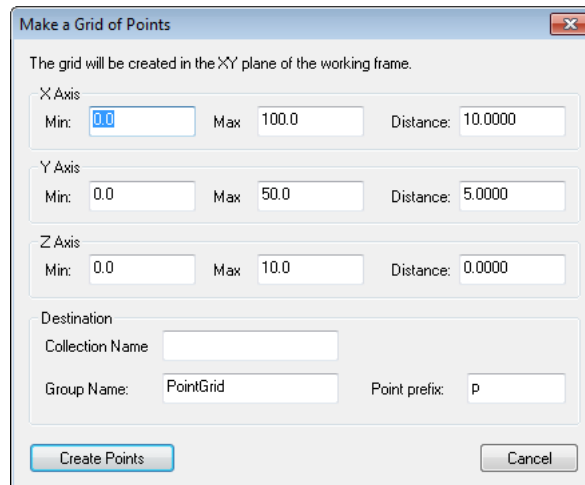 Make a Grid of Points
The grid will be created in the XY plane of the working frame.
X Axis
Min: 0.0 Max 100.0 Distance: 10.0000
Y Axis
Min: 0.0 Max 50.0 Distance: 5.0000
Z Axis
Min: 0.0 Max 10.0 Distance: 0.0000
Destination
Collection Name
Group Name: PointGrid Point prefix: p
Create Points Cancel